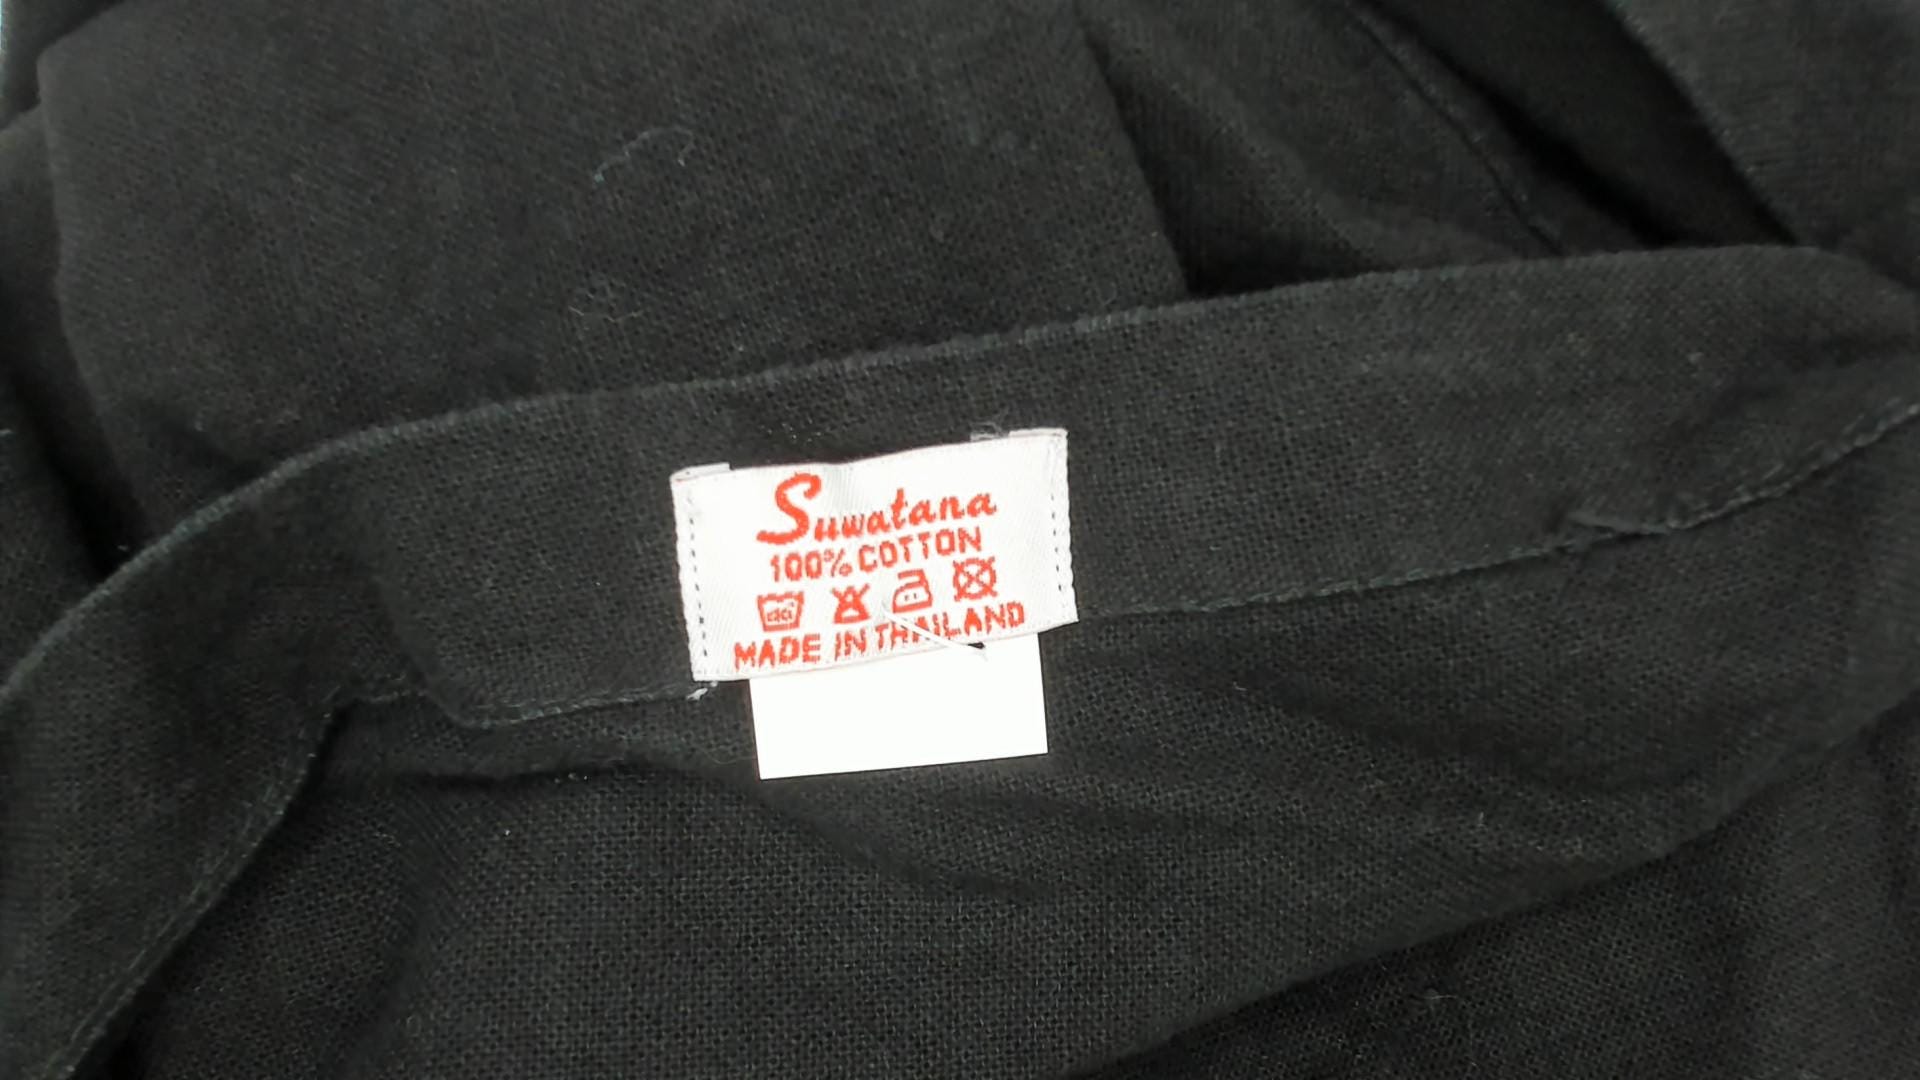 Suwatana
100% COTTON
MADE IN THAILAND